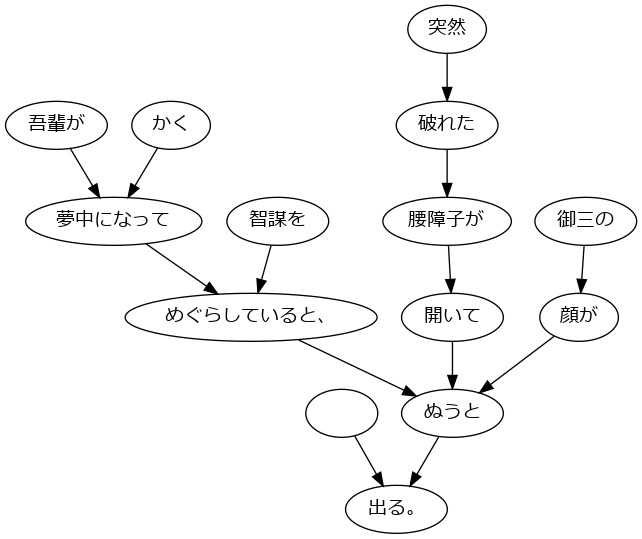 突然
吾輩が
かく
破れた
夢中になって
智謀を
腰障子が
御三の
めぐらしていると、
開いて
顔が
ぬうと
出る。